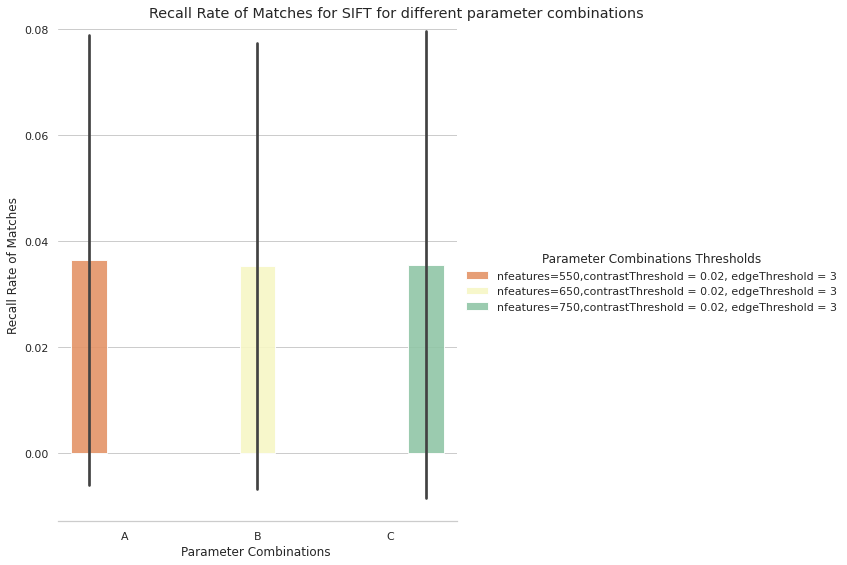 Recall Rate of Matches for SIFT for different parameter combinations
0.08
0.06
0.04
0.02
0.00
Recall Rate of Matches
A
B
C
Parameter Combinations
Parameter Combinations Thresholds
nfeatures=550,contrastThreshold = 0.02, edgeThreshold = 3
nfeatures=650,contrastThreshold = 0.02, edgeThreshold = 3
nfeatures=750,contrastThreshold = 0.02, edgeThreshold = 3